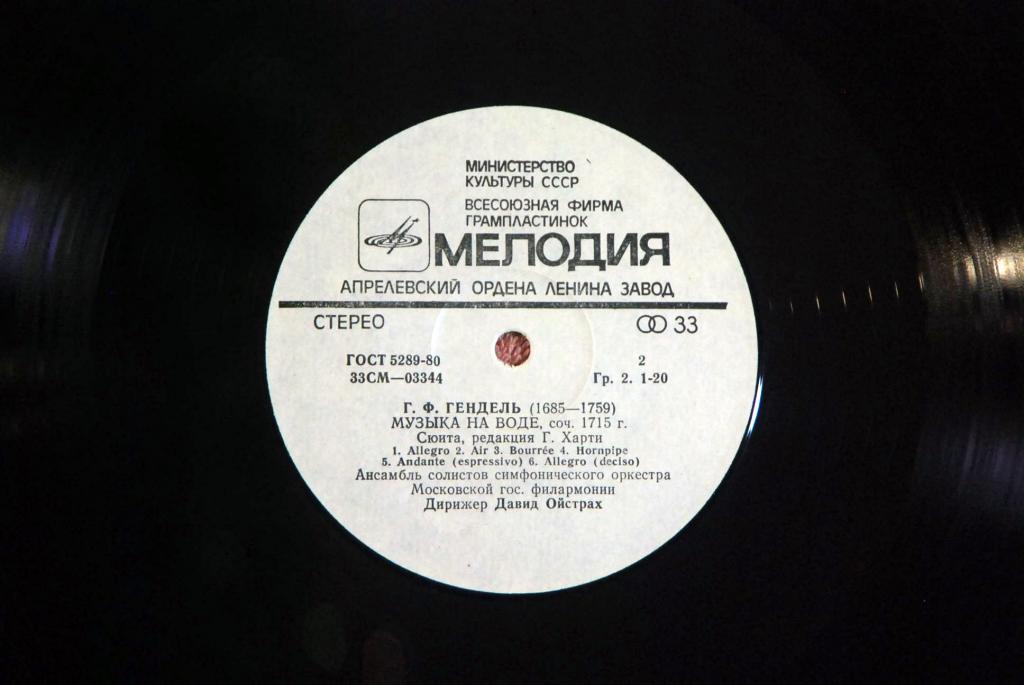 МИНИСТЕРСТВО
КУЛЬТУРЫ СССР
ВСЕСОЮЗНАЯ ФИРМА
ГРАМПЛАСТИНОК
МЕЛОДИЯ
АПРЕЛЕВСКИЙ ОРДЕНА ЛЕНИНА ЗАВОД
СТЕРЕО 33
ГОСТ 5289-80 2
33СМ—03344 Гр. 2. 1-20
Г. Ф. ГЕНДЕЛЬ (1685—1759)
МУЗЫКА НА ВОДЕ, соч. 1715 г.
Сюита, редакция Г. Харти
1. Allegro 2. Air 3. Bourrée 4. Hornpipe
5. Andante (espressivo) 6. Allegro (deciso)
Ансамбль солистов симфонического оркестра
Московской гос. филармонии
Дирижер Давид Ойстрах